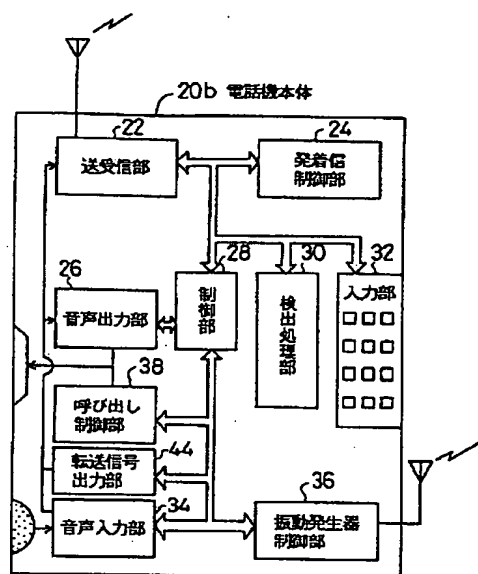 20b 電話機本体
22
送受信部
24
発着信
制御部
26
音声出力部
28
制御部
30
検出処理部
32
入力部
38
呼び出し
制御部
44
転送信号
出力部
34
音声入力部
36
振動発生器
制御部